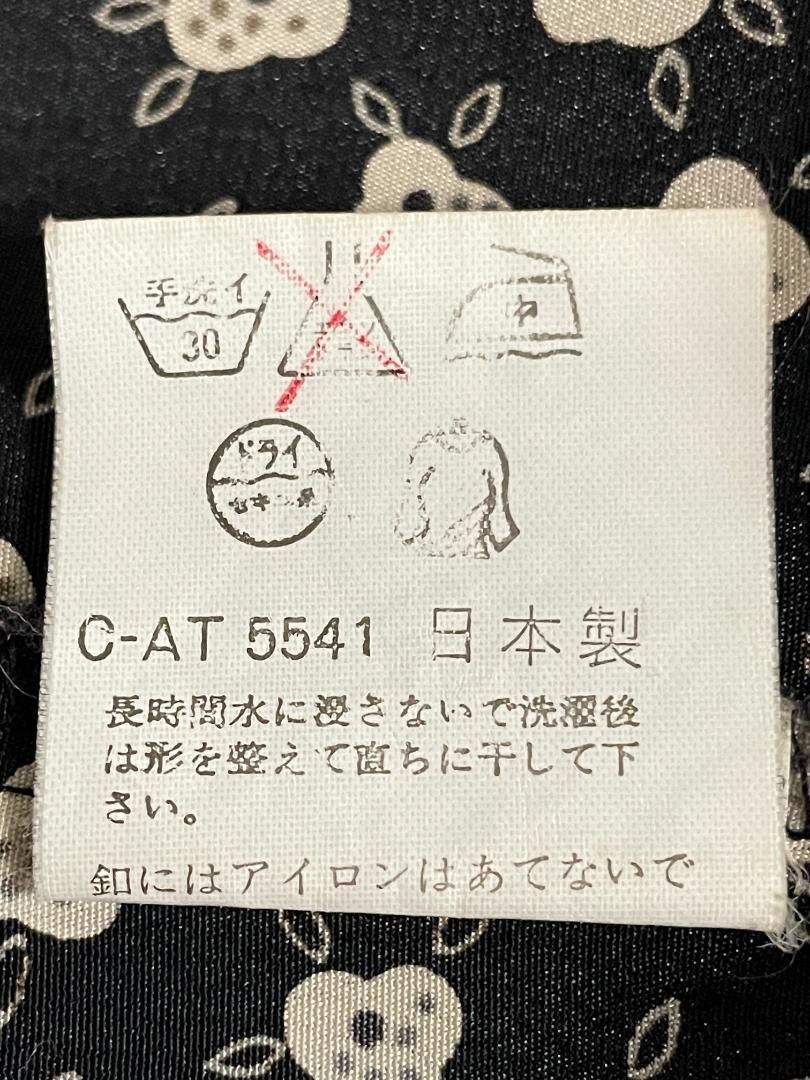 手洗イ
30
エンソ
中
ドライ
セキユ系
C-AT 5541 日本製
長時間水に浸さないで洗濯後
は形を整えて直ちに干して下
さい。
釦にはアイロンはあてないで